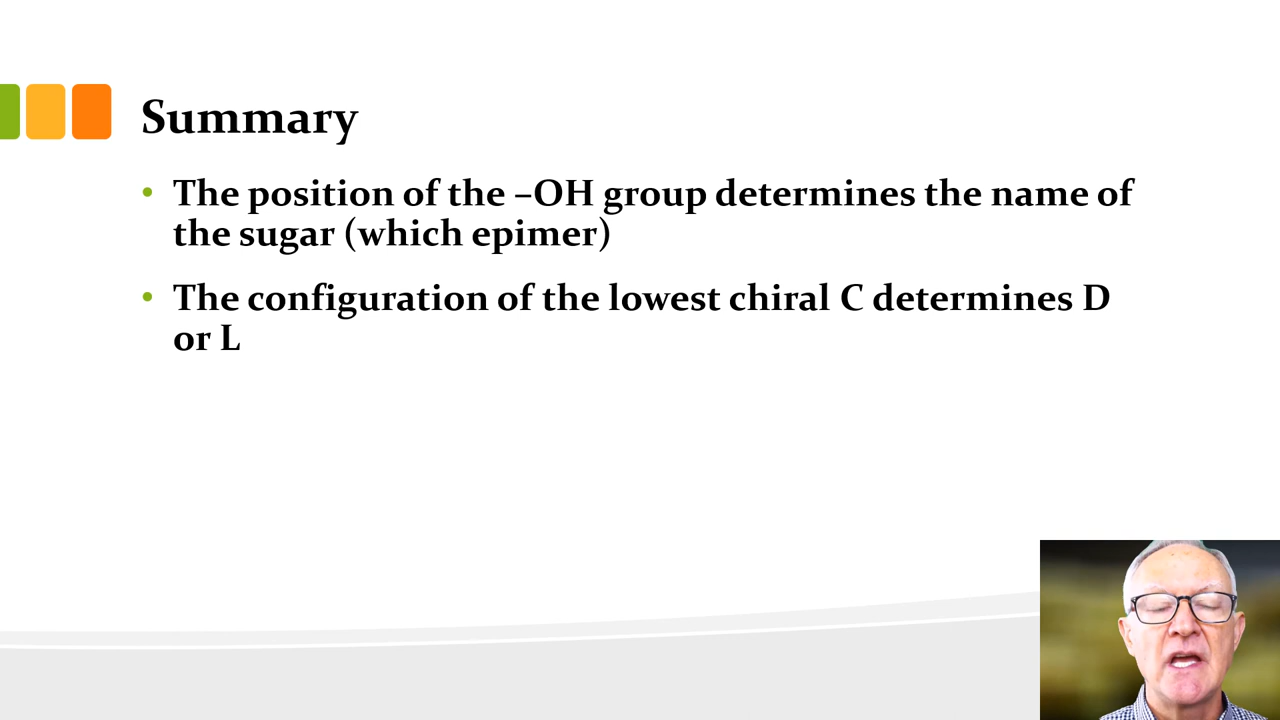 Summary
• The position of the –OH group determines the name of
the sugar (which epimer)
• The configuration of the lowest chiral C determines D
or L